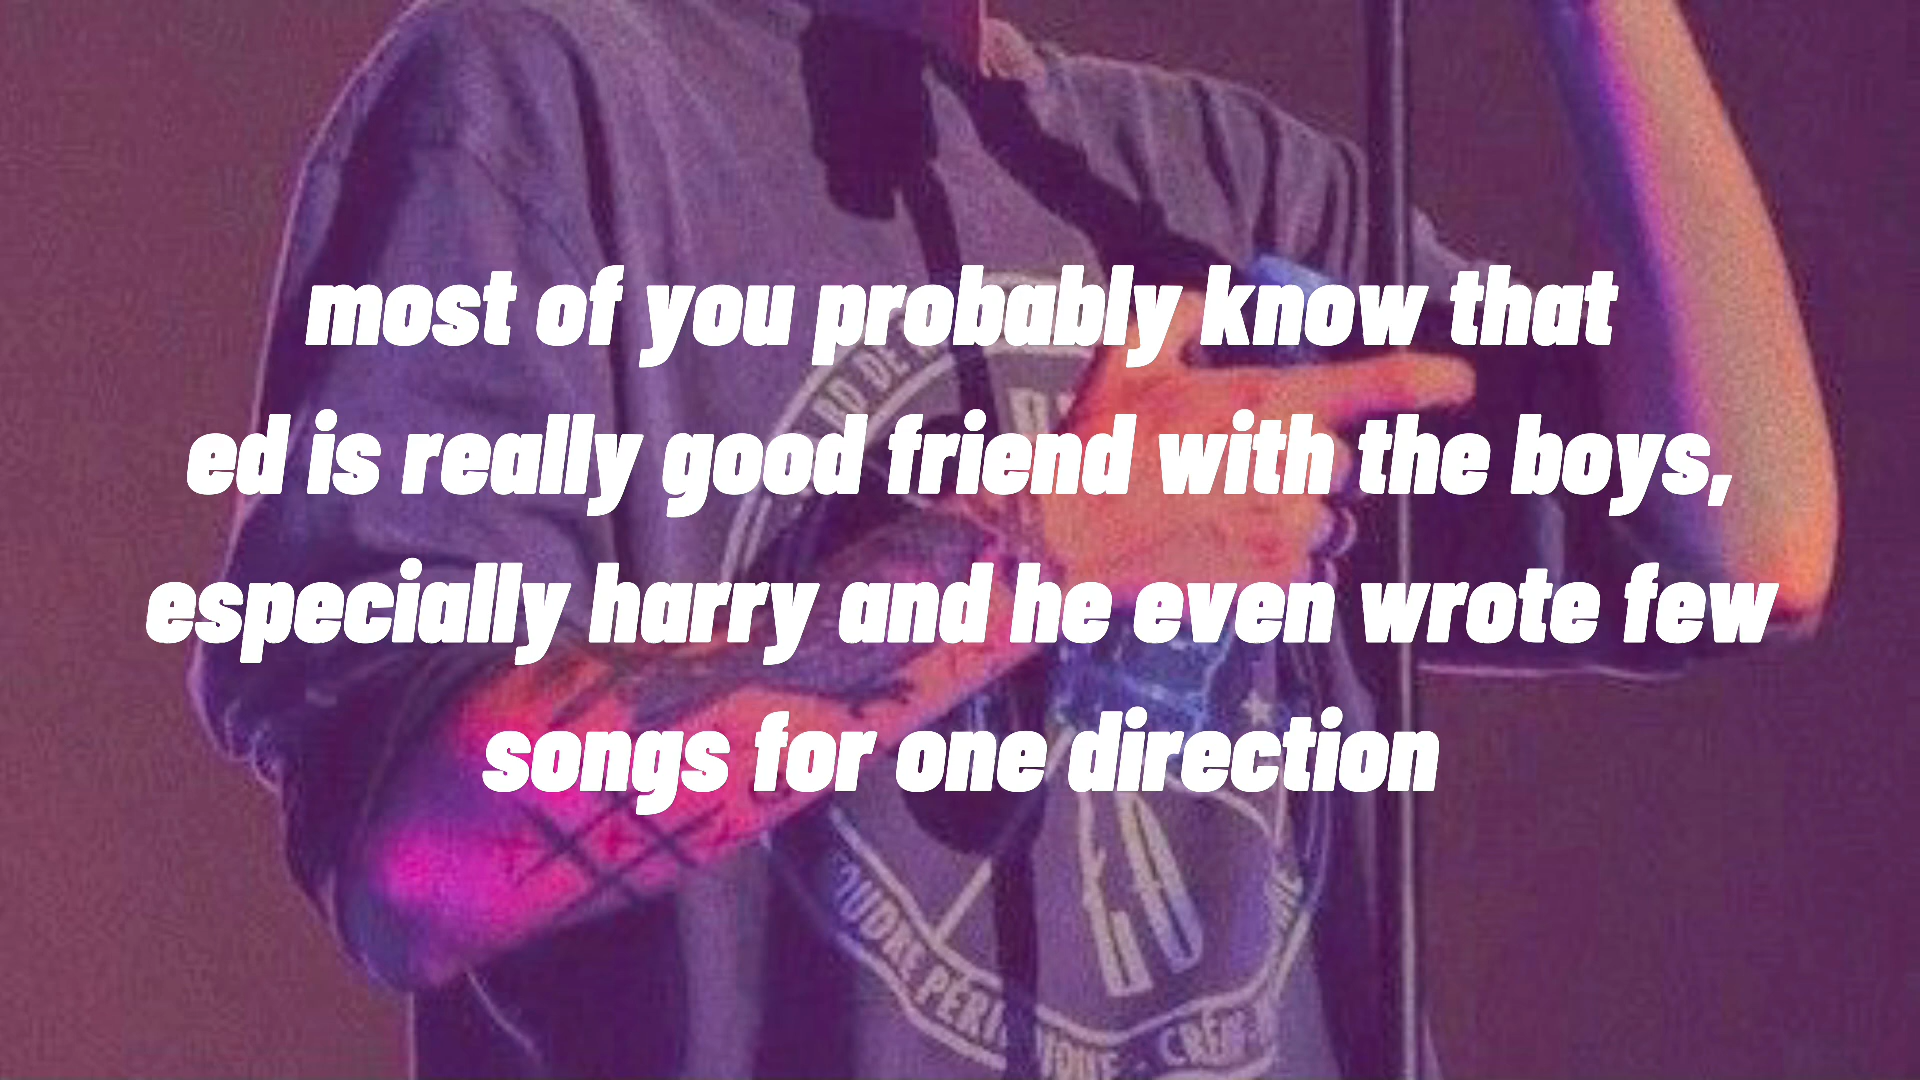 most of you probably know that
ed is really good friend with the boys,
especially harry and he even wrote few
songs for one direction